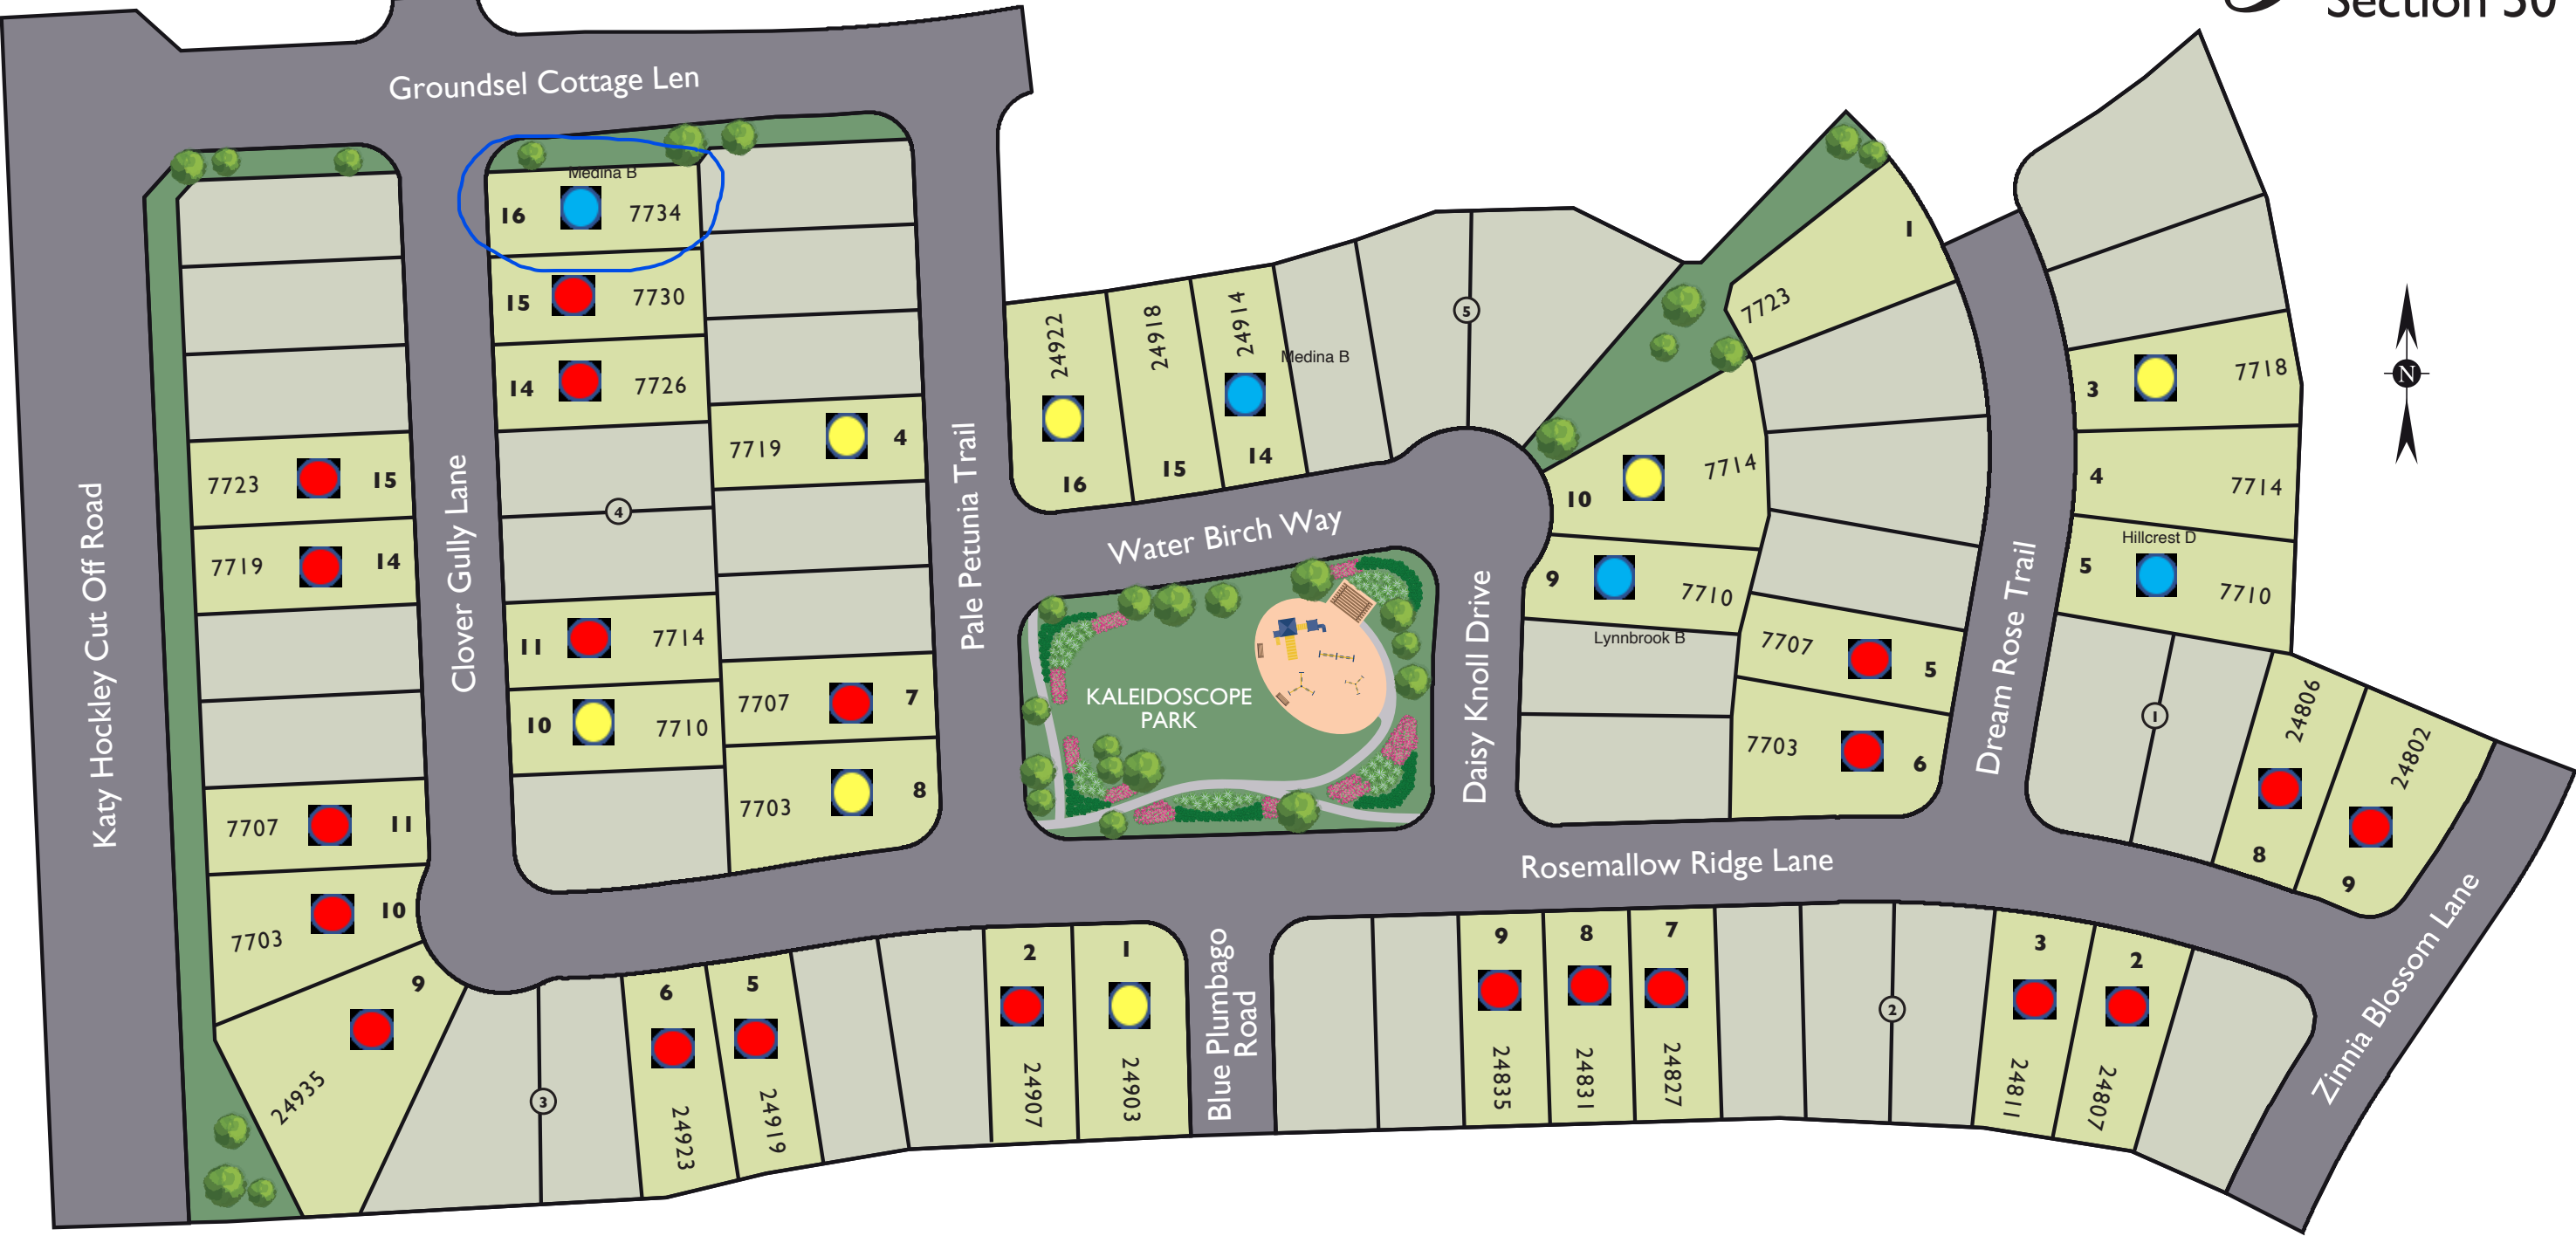 Section 30
Groundsel Cottage Len
Katy Hockley Cut Off Road
Clover Gully Lane
Pale Petunia Trail
Water Birch Way
Daisy Knoll Drive
Dream Rose Trail
Rosemallow Ridge Lane
Blue Plumbago
Road
Zinnia Blossom Lane
KALEIDOSCOPE
PARK
N
7723 15
7719 14
7707 11
7703 10
9
24935
Medina B
16 7734
15 7730
14 7726
4
11 7714
10 7710
7719 4
7707 7
7703 8
24922
16
24918
15
24914
14
Medina B
5
1
7723
10 7714
9 7710
Lynnbrook B
7707 5
7703 6
3 7718
4 7714
Hillcrest D
5 7710
1
24806
8
24802
9
3
6
24923
5
24919
2
24907
1
24903
9
24835
8
24831
7
24827
2
3
24811
2
24807